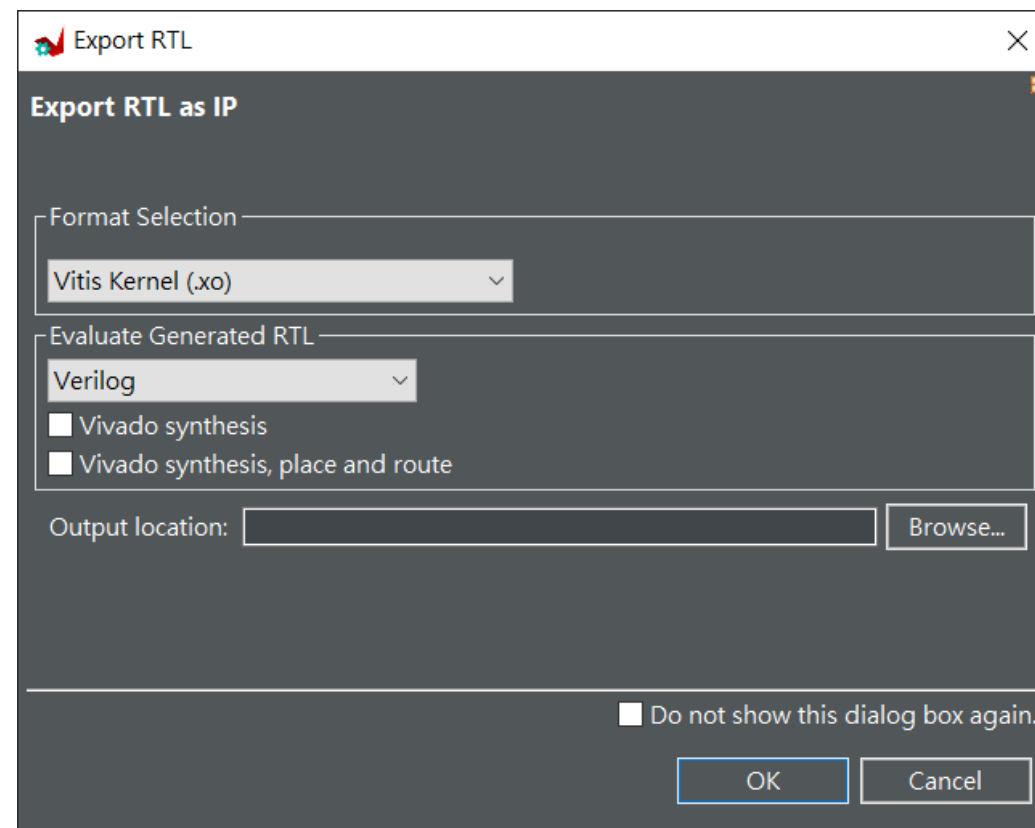 Export RTL
Export RTL as IP
Format Selection
Vitis Kernel (.xo)
Evaluate Generated RTL
Verilog
Vivado synthesis
Vivado synthesis, place and route
Output location: Browse...
Do not show this dialog box again.
OK Cancel